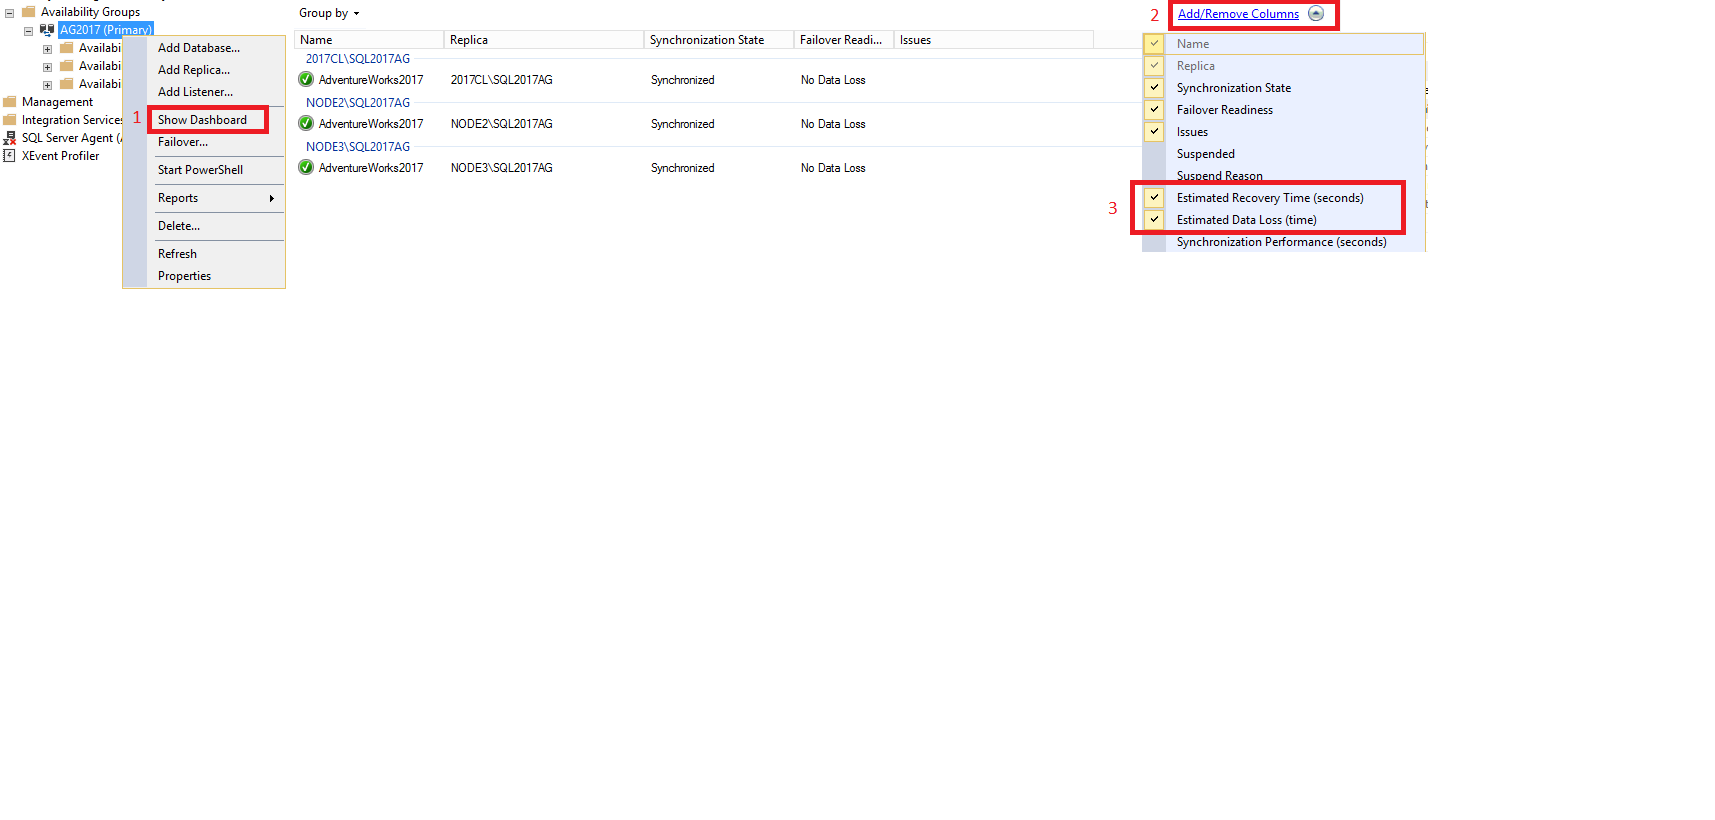 Availability Groups
AG2017 (Primary)
Availabi
Availabi
Availabi
Management
Integration Services
SQL Server Agent (
XEvent Profiler
Add Database...
Add Replica...
Add Listener...
1
Show Dashboard
Failover...
Start PowerShell
Reports
Delete...
Refresh
Properties
Group by
Name Replica Synchronization State Failover Readi... Issues
2017CL\SQL2017AG
AdventureWorks2017 2017CL\SQL2017AG Synchronized No Data Loss
NODE2\SQL2017AG
AdventureWorks2017 NODE2\SQL2017AG Synchronized No Data Loss
NODE3\SQL2017AG
AdventureWorks2017 NODE3\SQL2017AG Synchronized No Data Loss
2 Add/Remove Columns
Name
Replica
Synchronization State
Failover Readiness
Issues
Suspended
Suspend Reason
3
Estimated Recovery Time (seconds)
Estimated Data Loss (time)
Synchronization Performance (seconds)